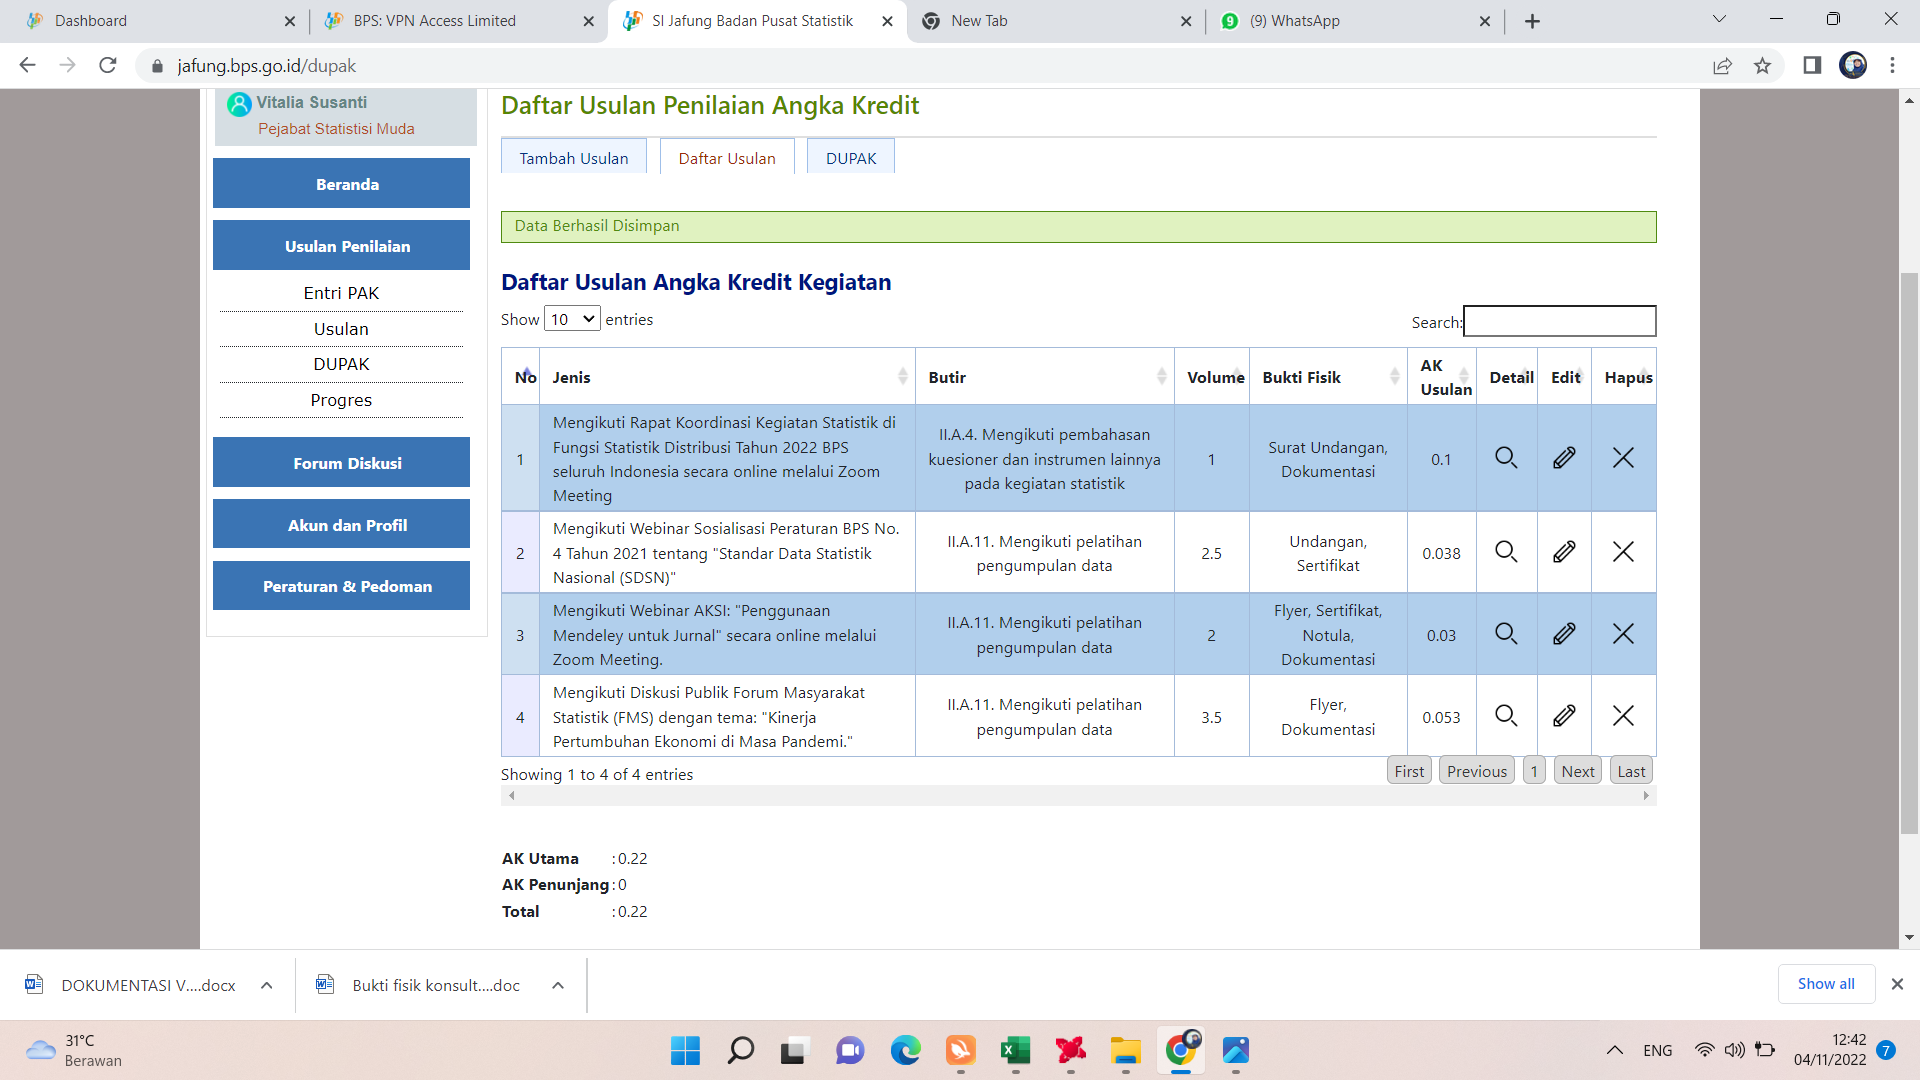 Dashboard
BPS: VPN Access Limited
SI Jafung Badan Pusat Statistik
New Tab
9
(9) WhatsApp
jafung.bps.go.id/dupak
Vitalia Susanti
Pejabat Statistisi Muda
Beranda
Usulan Penilaian
Entri PAK
Usulan
DUPAK
Progres
Forum Diskusi
Akun dan Profil
Peraturan & Pedoman
Daftar Usulan Penilaian Angka Kredit
Tambah Usulan
Daftar Usulan
DUPAK
Data Berhasil Disimpan
Daftar Usulan Angka Kredit Kegiatan
Show 10 entries
Search:
No
Jenis
Butir
Volume
Bukti Fisik
AK
Usulan
Detail
Edit
Hapus
1
Mengikuti Rapat Koordinasi Kegiatan Statistik di
Fungsi Statistik Distribusi Tahun 2022 BPS
seluruh Indonesia secara online melalui Zoom
Meeting
II.A.4. Mengikuti pembahasan
kuesioner dan instrumen lainnya
pada kegiatan statistik
1
Surat Undangan,
Dokumentasi
0.1
2
Mengikuti Webinar Sosialisasi Peraturan BPS No.
4 Tahun 2021 tentang "Standar Data Statistik
Nasional (SDSN)"
II.A.11. Mengikuti pelatihan
pengumpulan data
2.5
Undangan,
Sertifikat
0.038
3
Mengikuti Webinar AKSI: "Penggunaan
Mendeley untuk Jurnal" secara online melalui
Zoom Meeting.
II.A.11. Mengikuti pelatihan
pengumpulan data
2
Flyer, Sertifikat,
Notula,
Dokumentasi
0.03
4
Mengikuti Diskusi Publik Forum Masyarakat
Statistik (FMS) dengan tema: "Kinerja
Pertumbuhan Ekonomi di Masa Pandemi."
II.A.11. Mengikuti pelatihan
pengumpulan data
3.5
Flyer,
Dokumentasi
0.053
Showing 1 to 4 of 4 entries
First
Previous
1
Next
Last
AK Utama : 0.22
AK Penunjang : 0
Total : 0.22
DOKUMENTASI V....docx
Bukti fisik konsult....doc
Show all
31°C
Berawan
ENG
12:42
04/11/2022
7